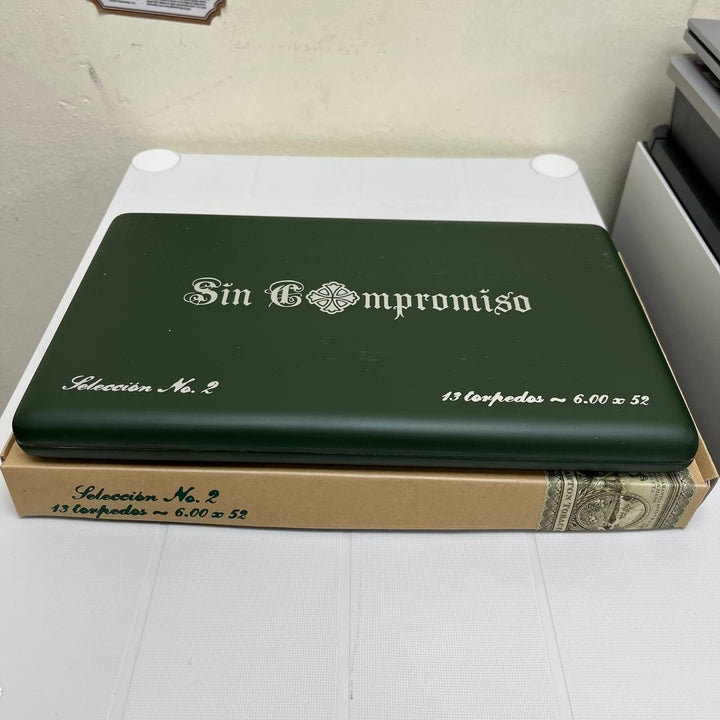 Sin Compromiso
Selección No. 2
13 torpedos ~ 6.00 x 52
Selección No. 2
13 torpedos ~ 6.00 x 52